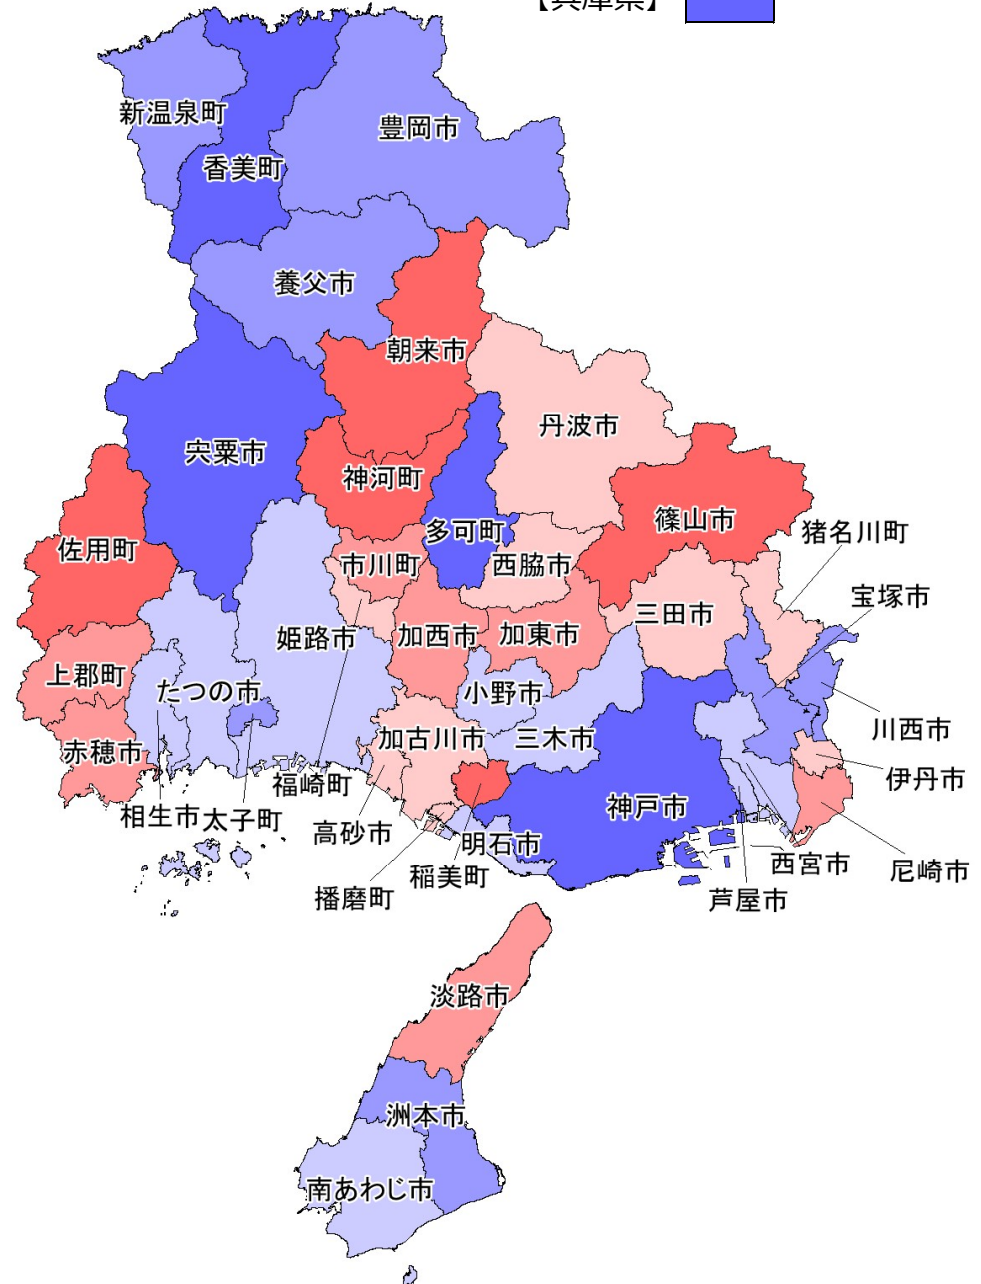 【兵庫県】
新温泉町
豊岡市
香美町
養父市
朝来市
丹波市
宍粟市
神河町
篠山市
多可町
猪名川町
佐用町
市川町
西脇市
宝塚市
三田市
姫路市
加西市
加東市
上郡町
たつの市
小野市
川西市
加古川市
三木市
赤穂市
伊丹市
福崎町
神戸市
相生市
太子町
高砂市
明石市
西宮市
尼崎市
稲美町
播磨町
芦屋市
淡路市
洲本市
南あわじ市